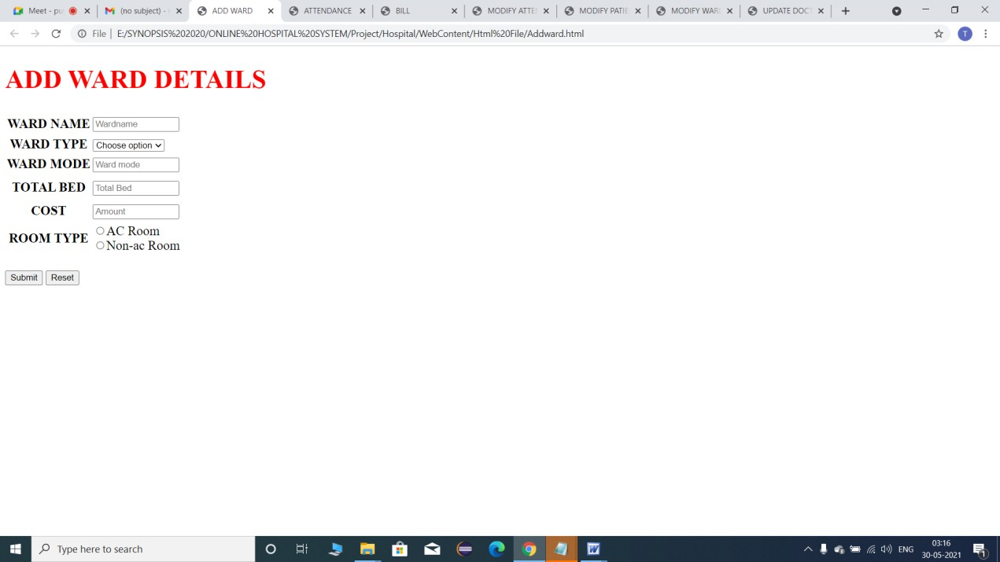 Meet - pu
(no subject) -
ADD WARD
ATTENDANCE
BILL
MODIFY ATTE
MODIFY PATIE
MODIFY WAR
UPDATE DOCT
File | E:/SYNOPSIS%202020/ONLINE%20HOSPITAL%20SYSTEM/Project/Hospital/WebContent/Html%20File/Addward.html
T
ADD WARD DETAILS
WARD NAME Wardname
WARD TYPE Choose option
WARD MODE Ward mode
TOTAL BED Total Bed
COST Amount
ROOM TYPE
AC Room
Non-ac Room
Submit Reset
Type here to search
ENG
03:16
30-05-2021
1